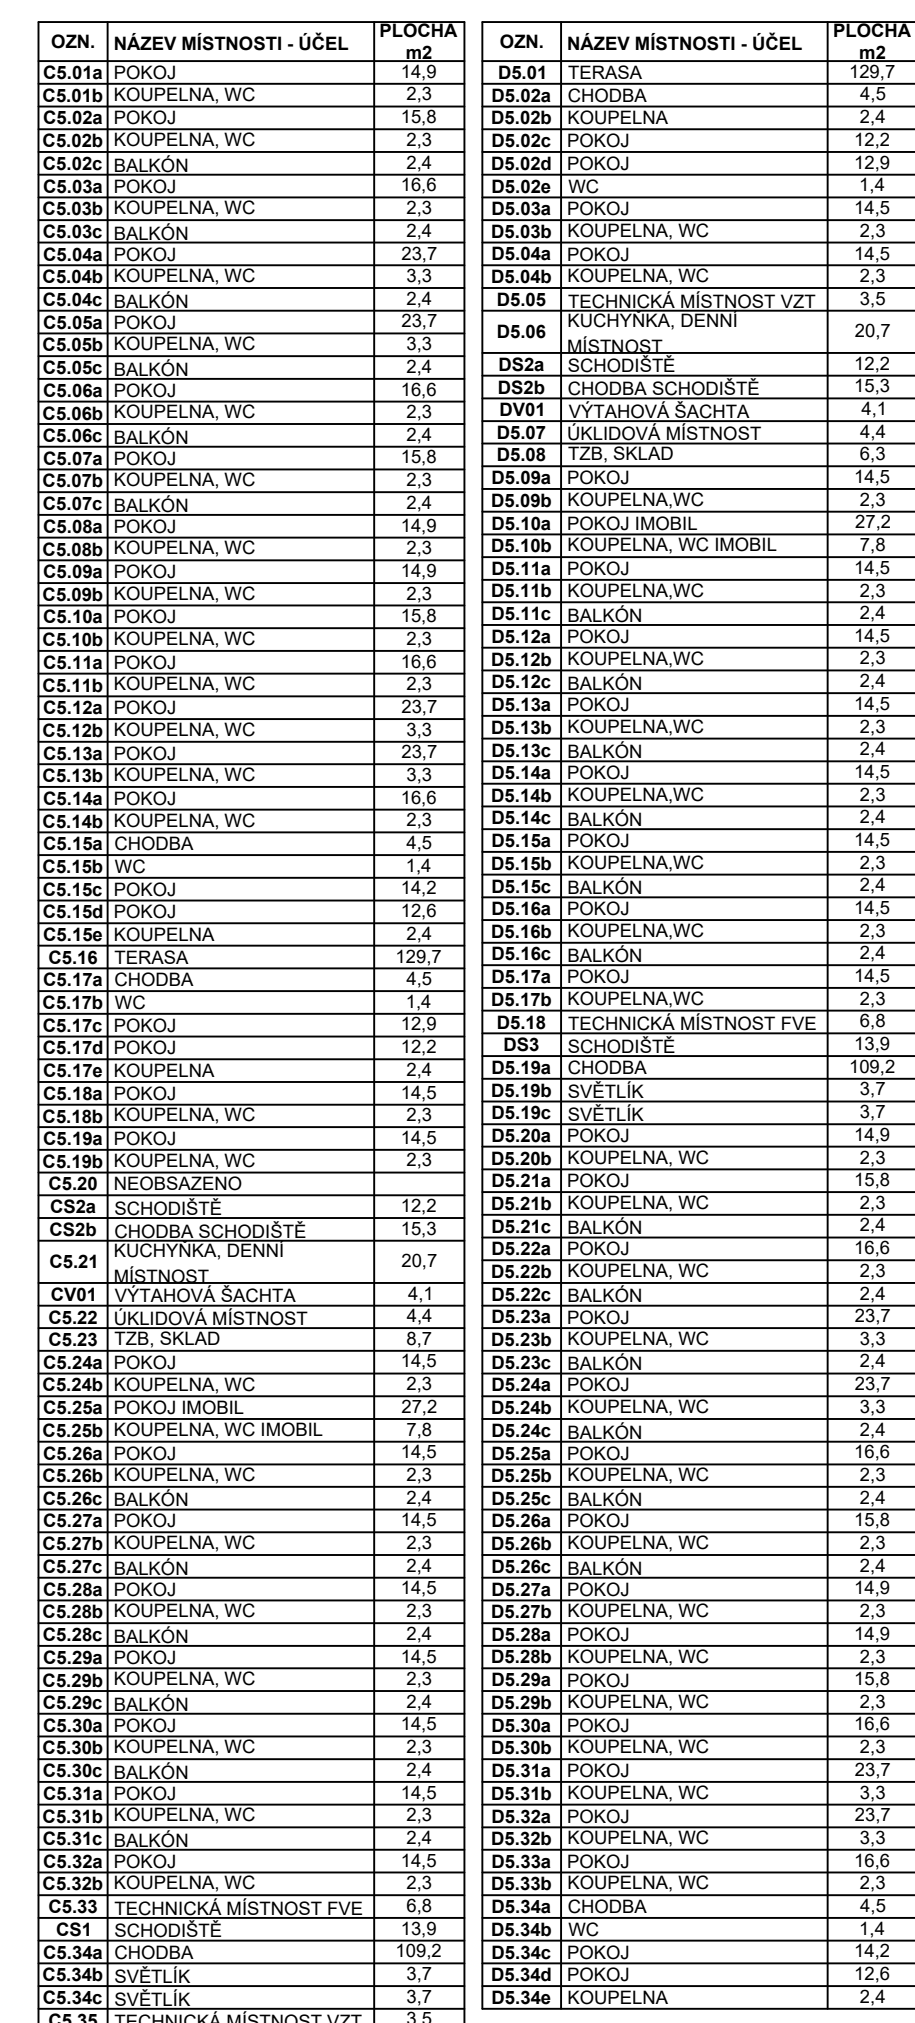 OZN. NÁZEV MÍSTNOSTI - ÚČEL PLOCHA m2
C5.01a POKOJ 14,9
C5.01b KOUPELNA, WC 2,3
C5.02a POKOJ 15,8
C5.02b KOUPELNA, WC 2,3
C5.02c BALKÓN 2,4
C5.03a POKOJ 16,6
C5.03b KOUPELNA, WC 2,3
C5.03c BALKÓN 2,4
C5.04a POKOJ 23,7
C5.04b KOUPELNA, WC 3,3
C5.04c BALKÓN 2,4
C5.05a POKOJ 23,7
C5.05b KOUPELNA, WC 3,3
C5.05c BALKÓN 2,4
C5.06a POKOJ 16,6
C5.06b KOUPELNA, WC 2,3
C5.06c BALKÓN 2,4
C5.07a POKOJ 15,8
C5.07b KOUPELNA, WC 2,3
C5.07c BALKÓN 2,4
C5.08a POKOJ 14,9
C5.08b KOUPELNA, WC 2,3
C5.09a POKOJ 14,9
C5.09b KOUPELNA, WC 2,3
C5.10a POKOJ 15,8
C5.10b KOUPELNA, WC 2,3
C5.11a POKOJ 16,6
C5.11b KOUPELNA, WC 2,3
C5.12a POKOJ 23,7
C5.12b KOUPELNA, WC 3,3
C5.13a POKOJ 23,7
C5.13b KOUPELNA, WC 3,3
C5.14a POKOJ 16,6
C5.14b KOUPELNA, WC 2,3
C5.15a CHODBA 4,5
C5.15b WC 1,4
C5.15c POKOJ 14,2
C5.15d POKOJ 12,6
C5.15e KOUPELNA 2,4
C5.16 TERASA 129,7
C5.17a CHODBA 4,5
C5.17b WC 1,4
C5.17c POKOJ 12,9
C5.17d POKOJ 12,2
C5.17e KOUPELNA 2,4
C5.18a POKOJ 14,5
C5.18b KOUPELNA, WC 2,3
C5.19a POKOJ 14,5
C5.19b KOUPELNA, WC 2,3
C5.20 NEOBSAZENO
CS2a SCHODIŠTĚ 12,2
CS2b CHODBA SCHODIŠTĚ 15,3
C5.21 KUCHYŇKA, DENNÍ MÍSTNOST 20,7
CV01 VÝTAHOVÁ ŠACHTA 4,1
C5.22 ÚKLIDOVÁ MÍSTNOST 4,4
C5.23 TZB, SKLAD 8,7
C5.24a POKOJ 14,5
C5.24b KOUPELNA, WC 2,3
C5.25a POKOJ IMOBIL 27,2
C5.25b KOUPELNA, WC IMOBIL 7,8
C5.26a POKOJ 14,5
C5.26b KOUPELNA, WC 2,3
C5.26c BALKÓN 2,4
C5.27a POKOJ 14,5
C5.27b KOUPELNA, WC 2,3
C5.27c BALKÓN 2,4
C5.28a POKOJ 14,5
C5.28b KOUPELNA, WC 2,3
C5.28c BALKÓN 2,4
C5.29a POKOJ 14,5
C5.29b KOUPELNA, WC 2,3
C5.29c BALKÓN 2,4
C5.30a POKOJ 14,5
C5.30b KOUPELNA, WC 2,3
C5.30c BALKÓN 2,4
C5.31a POKOJ 14,5
C5.31b KOUPELNA, WC 2,3
C5.31c BALKÓN 2,4
C5.32a POKOJ 14,5
C5.32b KOUPELNA, WC 2,3
C5.33 TECHNICKÁ MÍSTNOST FVE 6,8
CS1 SCHODIŠTĚ 13,9
C5.34a CHODBA 109,2
C5.34b SVĚTLÍK 3,7
C5.34c SVĚTLÍK 3,7
C5.35 TECHNICKÁ MÍSTNOST VZT 3,5
OZN. NÁZEV MÍSTNOSTI - ÚČEL PLOCHA m2
D5.01 TERASA 129,7
D5.02a CHODBA 4,5
D5.02b KOUPELNA 2,4
D5.02c POKOJ 12,2
D5.02d POKOJ 12,9
D5.02e WC 1,4
D5.03a POKOJ 14,5
D5.03b KOUPELNA, WC 2,3
D5.04a POKOJ 14,5
D5.04b KOUPELNA, WC 2,3
D5.05 TECHNICKÁ MÍSTNOST VZT 3,5
D5.06 KUCHYŇKA, DENNÍ MÍSTNOST 20,7
DS2a SCHODIŠTĚ 12,2
DS2b CHODBA SCHODIŠTĚ 15,3
DV01 VÝTAHOVÁ ŠACHTA 4,1
D5.07 ÚKLIDOVÁ MÍSTNOST 4,4
D5.08 TZB, SKLAD 6,3
D5.09a POKOJ 14,5
D5.09b KOUPELNA,WC 2,3
D5.10a POKOJ IMOBIL 27,2
D5.10b KOUPELNA, WC IMOBIL 7,8
D5.11a POKOJ 14,5
D5.11b KOUPELNA,WC 2,3
D5.11c BALKÓN 2,4
D5.12a POKOJ 14,5
D5.12b KOUPELNA,WC 2,3
D5.12c BALKÓN 2,4
D5.13a POKOJ 14,5
D5.13b KOUPELNA,WC 2,3
D5.13c BALKÓN 2,4
D5.14a POKOJ 14,5
D5.14b KOUPELNA,WC 2,3
D5.14c BALKÓN 2,4
D5.15a POKOJ 14,5
D5.15b KOUPELNA,WC 2,3
D5.15c BALKÓN 2,4
D5.16a POKOJ 14,5
D5.16b KOUPELNA,WC 2,3
D5.16c BALKÓN 2,4
D5.17a POKOJ 14,5
D5.17b KOUPELNA,WC 2,3
D5.18 TECHNICKÁ MÍSTNOST FVE 6,8
DS3 SCHODIŠTĚ 13,9
D5.19a CHODBA 109,2
D5.19b SVĚTLÍK 3,7
D5.19c SVĚTLÍK 3,7
D5.20a POKOJ 14,9
D5.20b KOUPELNA, WC 2,3
D5.21a POKOJ 15,8
D5.21b KOUPELNA, WC 2,3
D5.21c BALKÓN 2,4
D5.22a POKOJ 16,6
D5.22b KOUPELNA, WC 2,3
D5.22c BALKÓN 2,4
D5.23a POKOJ 23,7
D5.23b KOUPELNA, WC 3,3
D5.23c BALKÓN 2,4
D5.24a POKOJ 23,7
D5.24b KOUPELNA, WC 3,3
D5.24c BALKÓN 2,4
D5.25a POKOJ 16,6
D5.25b KOUPELNA, WC 2,3
D5.25c BALKÓN 2,4
D5.26a POKOJ 15,8
D5.26b KOUPELNA, WC 2,3
D5.26c BALKÓN 2,4
D5.27a POKOJ 14,9
D5.27b KOUPELNA, WC 2,3
D5.28a POKOJ 14,9
D5.28b KOUPELNA, WC 2,3
D5.29a POKOJ 15,8
D5.29b KOUPELNA, WC 2,3
D5.30a POKOJ 16,6
D5.30b KOUPELNA, WC 2,3
D5.31a POKOJ 23,7
D5.31b KOUPELNA, WC 3,3
D5.32a POKOJ 23,7
D5.32b KOUPELNA, WC 3,3
D5.33a POKOJ 16,6
D5.33b KOUPELNA, WC 2,3
D5.34a CHODBA 4,5
D5.34b WC 1,4
D5.34c POKOJ 14,2
D5.34d POKOJ 12,6
D5.34e KOUPELNA 2,4